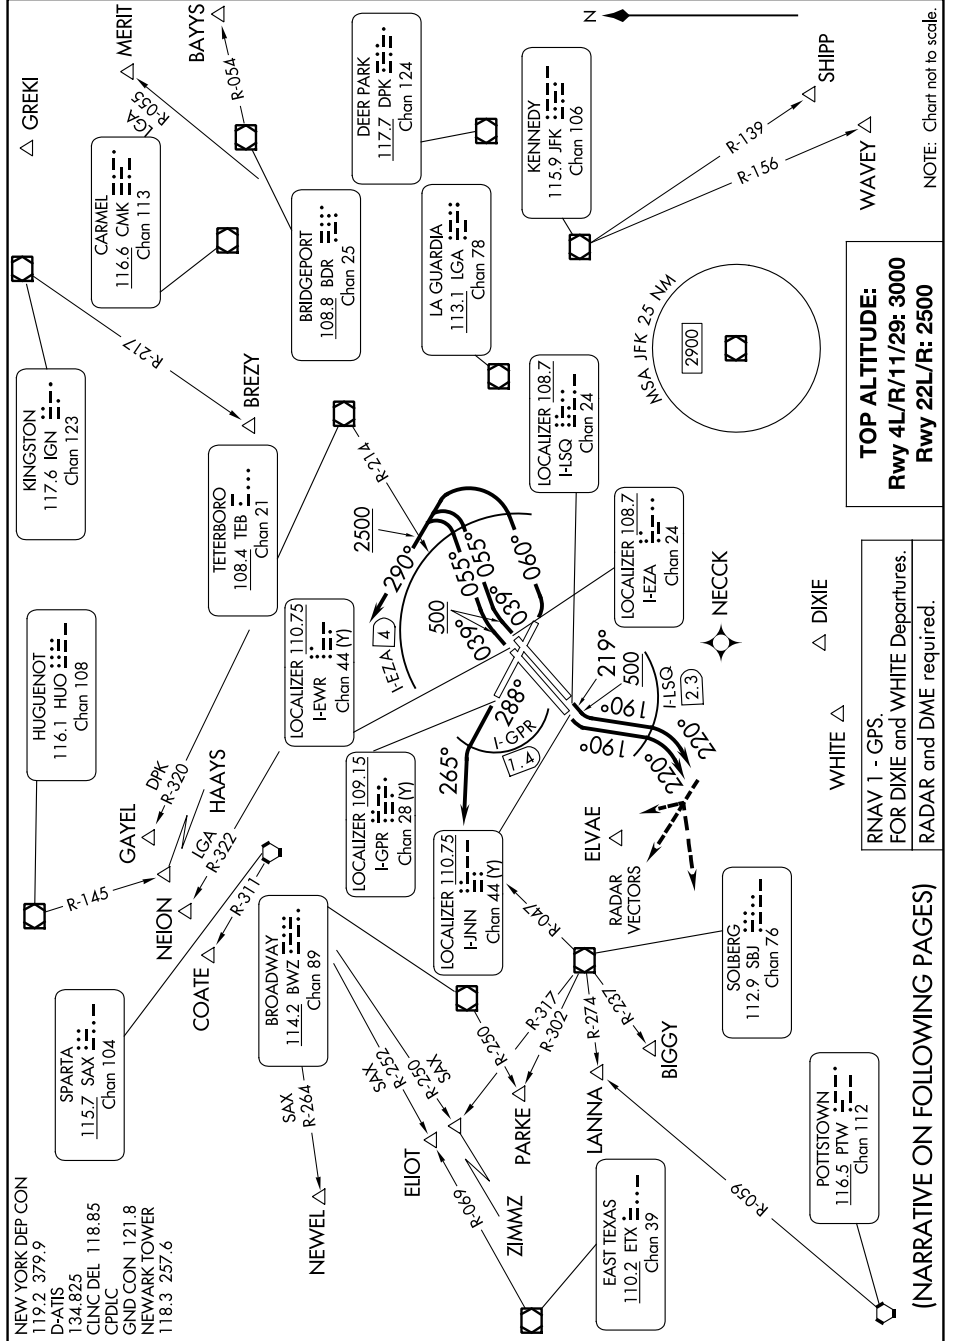 NEW YORK DEP CON
119.2 379.9
D-ATIS
134.825
CLNC DEL 118.85
CPDLC
GND CON 121.8
NEWARK TOWER
118.3 257.6
SPARTA
115.7 SAX
Chan 104
HUGUENOT
116.1 HUO
Chan 108
KINGSTON
117.6 IGN
Chan 123
CARMEL
116.6 CMK
Chan 113
GREKI
MERIT
LGA
R-055
BAYYS
R-054
N
R-145
GAYEL
DPK
R-320
HAAYS
NEION
LGA
R-322
COATE
R-311
R-217
BREZY
TETERBORO
108.4 TEB
Chan 21
BRIDGEPORT
108.8 BDR
Chan 25
DEER PARK
117.7 DPK
Chan 124
LA GUARDIA
113.1 LGA
Chan 78
KENNEDY
115.9 JFK
Chan 106
R-139
SHIPP
R-156
WAVEY
NOTE: Chart not to scale.
BROADWAY
114.2 BWZ
Chan 89
SAX
R-264
NEWEL
SAX
R-252
SAX
R-250
ELIOT
R-069
ZIMMZ
R-250
PARKE
R-317
R-302
R-274
LANNA
R-237
BIGGY
R-047
LOCALIZER 110.75
I-EWR
Chan 44 (Y)
LOCALIZER 109.15
I-GPR
Chan 28 (Y)
LOCALIZER 110.75
I-JNN
Chan 44 (Y)
LOCALIZER 108.7
I-LSQ
Chan 24
LOCALIZER 108.7
I-EZA
Chan 24
R-214
2500
290°
I-EZA 4
500
039°
055°
039°
055°
060°
288°
265°
I-GPR
1.4
219°
500
190°
190°
I-LSQ
2.3
220°
220°
NECCK
ELVAE
RADAR
VECTORS
WHITE
DIXIE
MSA JFK 25 NM
2900
TOP ALTITUDE:
Rwy 4L/R/11/29: 3000
Rwy 22L/R: 2500
RNAV 1 - GPS.
FOR DIXIE and WHITE Departures.
RADAR and DME required.
SOLBERG
112.9 SBJ
Chan 76
EAST TEXAS
110.2 ETX
Chan 39
R-059
POTTSTOWN
116.5 PTW
Chan 112
(NARRATIVE ON FOLLOWING PAGES)